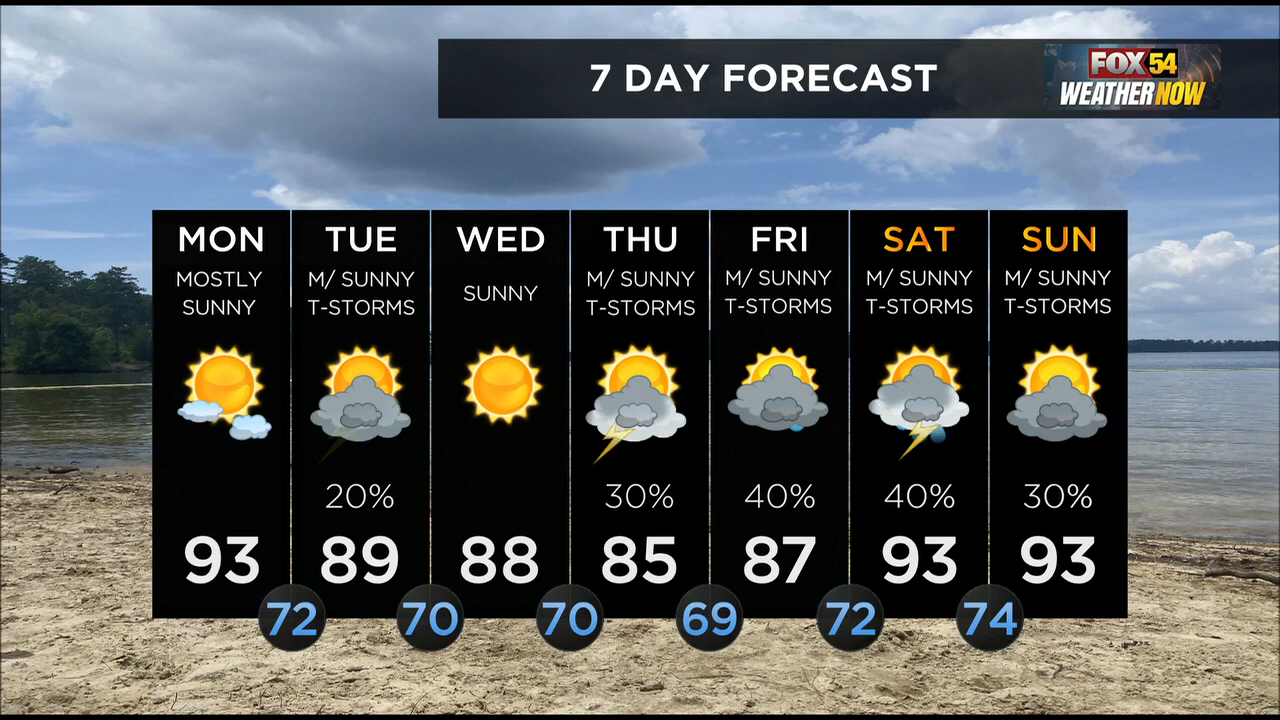 7 DAY FORECAST
FOX 54
WEATHER NOW
MON
MOSTLY
SUNNY
93
TUE
M/ SUNNY
T-STORMS
20%
89
WED
SUNNY
88
THU
M/ SUNNY
T-STORMS
30%
85
FRI
M/ SUNNY
T-STORMS
40%
87
SAT
M/ SUNNY
T-STORMS
40%
93
SUN
M/ SUNNY
T-STORMS
30%
93
72
70
70
69
72
74